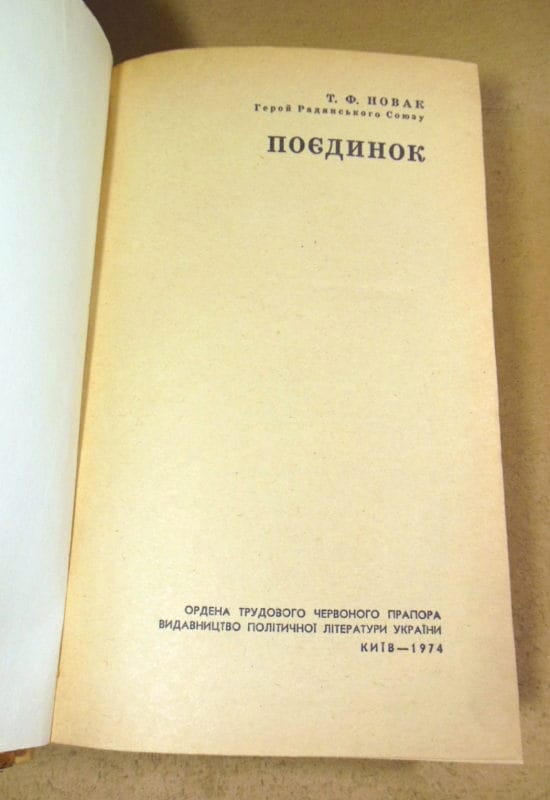 Т. Ф. НОВАК
Герой Радянського Союзу
ПОЄДИНОК
ОРДЕНА ТРУДОВОГО ЧЕРВОНОГО ПРАПОРА
ВИДАВНИЦТВО ПОЛІТИЧНОЇ ЛІТЕРАТУРИ УКРАЇНИ
КИЇВ—1974